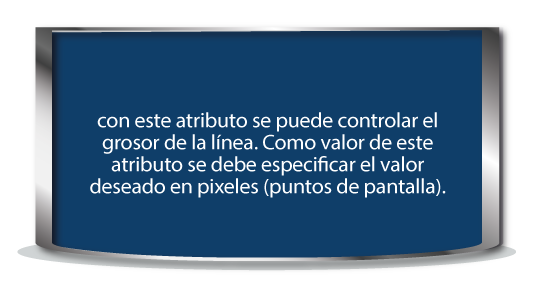 con este atributo se puede controlar el
grosor de la línea. Como valor de este
atributo se debe especificar el valor
deseado en pixeles (puntos de pantalla).